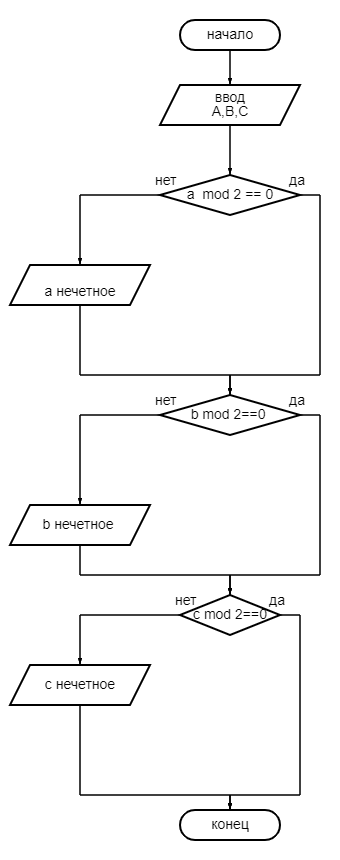 начало
ввод
A,B,C
нет
да
a  mod 2 == 0
a нечетное
нет
да
b mod 2==0
b нечетное
нет
да
c mod 2==0
c нечетное
конец